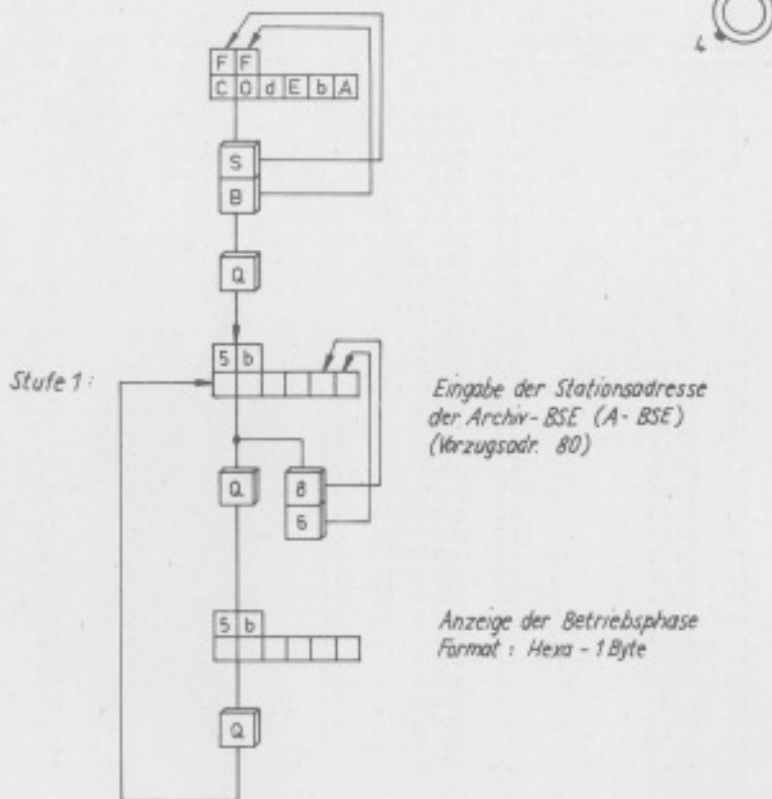 F F
C 0 d E b A
S
B
Q
5 b
Stufe 1:
Eingabe der Stationsadresse
der Archiv-BSE (A-BSE)
(Vorzugsadr. 80)
Q 8
6
5 b
Anzeige der Betriebsphase
Format : Hexa - 1 Byte
Q